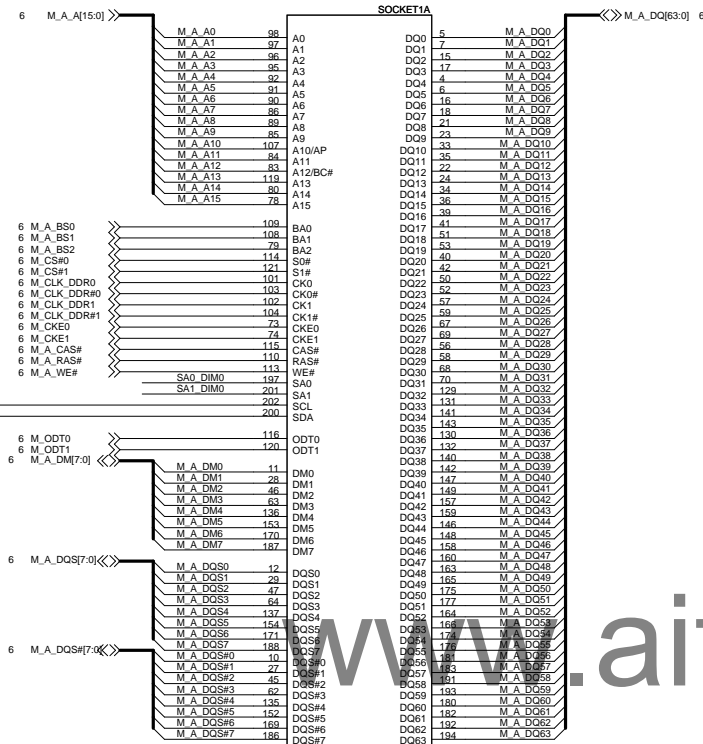 SOCKET1A
6 M_A_A[15:0] M_A_DQ[63:0] 6
M_A_A0 98 A0 DQ0 5 M_A_DQ0
M_A_A1 97 A1 DQ1 7 M_A_DQ1
M_A_A2 96 A2 DQ2 15 M_A_DQ2
M_A_A3 95 A3 DQ3 17 M_A_DQ3
M_A_A4 92 A4 DQ4 4 M_A_DQ4
M_A_A5 91 A5 DQ5 6 M_A_DQ5
M_A_A6 90 A6 DQ6 16 M_A_DQ6
M_A_A7 86 A7 DQ7 18 M_A_DQ7
M_A_A8 89 A8 DQ8 21 M_A_DQ8
M_A_A9 85 A9 DQ9 23 M_A_DQ9
M_A_A10 107 A10/AP DQ10 33 M_A_DQ10
M_A_A11 84 A11 DQ11 35 M_A_DQ11
M_A_A12 83 A12/BC# DQ12 22 M_A_DQ12
M_A_A13 119 A13 DQ13 24 M_A_DQ13
M_A_A14 80 A14 DQ14 34 M_A_DQ14
M_A_A15 78 A15 DQ15 36 M_A_DQ15
DQ16 39 M_A_DQ16
6 M_A_BS0 109 BA0 DQ17 41 M_A_DQ17
6 M_A_BS1 108 BA1 DQ18 51 M_A_DQ18
6 M_A_BS2 79 BA2 DQ19 53 M_A_DQ19
6 M_CS#0 114 S0# DQ20 40 M_A_DQ20
6 M_CS#1 121 S1# DQ21 42 M_A_DQ21
6 M_CLK_DDR0 101 CK0 DQ22 50 M_A_DQ22
6 M_CLK_DDR#0 103 CK0# DQ23 52 M_A_DQ23
6 M_CLK_DDR1 102 CK1 DQ24 57 M_A_DQ24
6 M_CLK_DDR#1 104 CK1# DQ25 59 M_A_DQ25
6 M_CKE0 73 CKE0 DQ26 67 M_A_DQ26
6 M_CKE1 74 CKE1 DQ27 69 M_A_DQ27
6 M_A_CAS# 115 CAS# DQ28 56 M_A_DQ28
6 M_A_RAS# 110 RAS# DQ29 58 M_A_DQ29
6 M_A_WE# 113 WE# DQ30 68 M_A_DQ30
SA0_DIM0 197 SA0 DQ31 70 M_A_DQ31
SA1_DIM0 201 SA1 DQ32 129 M_A_DQ32
202 SCL DQ33 131 M_A_DQ33
200 SDA DQ34 141 M_A_DQ34
DQ35 143 M_A_DQ35
6 M_ODT0 116 ODT0 DQ36 130 M_A_DQ36
6 M_ODT1 120 ODT1 DQ37 132 M_A_DQ37
6 M_A_DM[7:0] DQ38 140 M_A_DQ38
M_A_DM0 11 DM0 DQ39 142 M_A_DQ39
M_A_DM1 28 DM1 DQ40 147 M_A_DQ40
M_A_DM2 46 DM2 DQ41 149 M_A_DQ41
M_A_DM3 63 DM3 DQ42 157 M_A_DQ42
M_A_DM4 136 DM4 DQ43 159 M_A_DQ43
M_A_DM5 153 DM5 DQ44 146 M_A_DQ44
M_A_DM6 170 DM6 DQ45 148 M_A_DQ45
M_A_DM7 187 DM7 DQ46 158 M_A_DQ46
DQ47 160 M_A_DQ47
6 M_A_DQS[7:0]
M_A_DQS0 12 DQS0 DQ48 163 M_A_DQ48
M_A_DQS1 29 DQS1 DQ49 165 M_A_DQ49
M_A_DQS2 47 DQS2 DQ50 175 M_A_DQ50
M_A_DQS3 64 DQS3 DQ51 177 M_A_DQ51
M_A_DQS4 137 DQS4 DQ52 164 M_A_DQ52
M_A_DQS5 154 DQS5 DQ53 166 M_A_DQ53
M_A_DQS6 171 DQS6 DQ54 174 M_A_DQ54
M_A_DQS7 188 DQS7 DQ55 176 M_A_DQ55
6 M_A_DQS#[7:0]
M_A_DQS#0 10 DQS#0 DQ56 181 M_A_DQ56
M_A_DQS#1 27 DQS#1 DQ57 183 M_A_DQ57
M_A_DQS#2 45 DQS#2 DQ58 191 M_A_DQ58
M_A_DQS#3 62 DQS#3 DQ59 193 M_A_DQ59
M_A_DQS#4 135 DQS#4 DQ60 180 M_A_DQ60
M_A_DQS#5 152 DQS#5 DQ61 182 M_A_DQ61
M_A_DQS#6 169 DQS#6 DQ62 192 M_A_DQ62
M_A_DQS#7 186 DQS#7 DQ63 194 M_A_DQ63